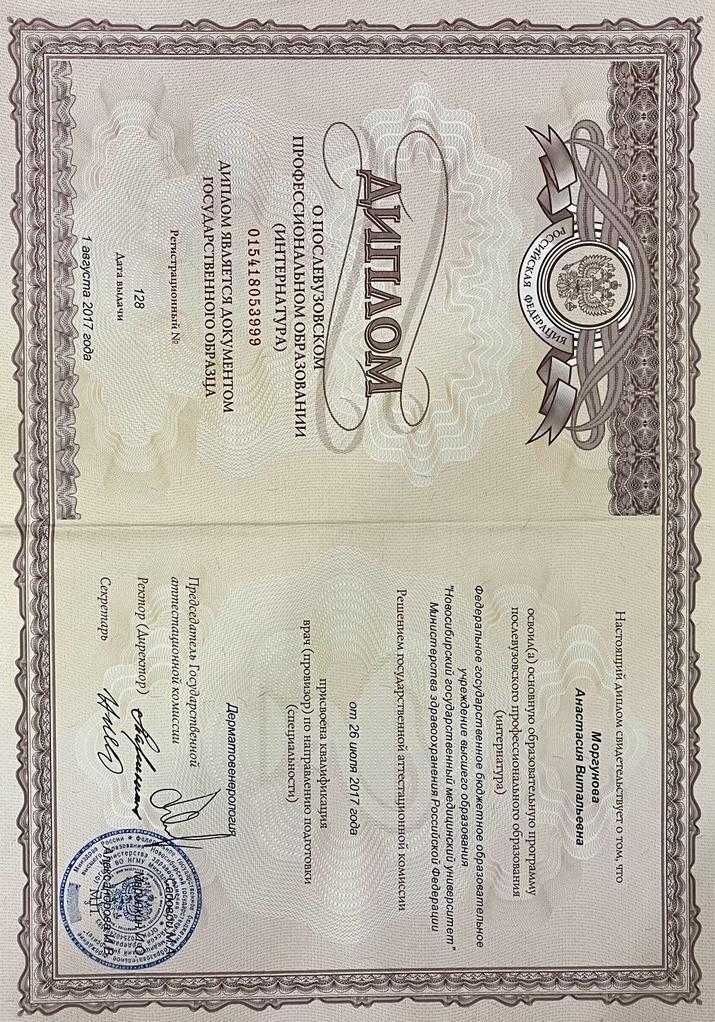 РОССИЙСКАЯ ФЕДЕРАЦИЯ
ДИПЛОМ
О ПОСЛЕВУЗОВСКОМ
ПРОФЕССИОНАЛЬНОМ ОБРАЗОВАНИИ
(ИНТЕРНАТУРА)
015418053999
ДИПЛОМ ЯВЛЯЕТСЯ ДОКУМЕНТОМ
ГОСУДАРСТВЕННОГО ОБРАЗЦА
Регистрационный №
128
Дата выдачи
1 августа 2017 года
Настоящий диплом свидетельствует о том, что
Моргунова
Анастасия Витальевна
освоил(а) основную образовательную программу
послевузовского профессионального образования
(интернатура)
Федеральное государственное бюджетное образовательное
учреждение высшего образования
"Новосибирский государственный медицинский университет"
Министерства здравоохранения Российской Федерации
Решением государственной аттестационной комиссии
от 26 июля 2017 года
присвоена квалификация
врач (провизор) по направлению подготовки
(специальности)
Дерматовенерология
Председатель Государственной
аттестационной комиссии
Ректор (Директор)
Маринкин И.О.
Секретарь
Александрова И.В.
М.П.